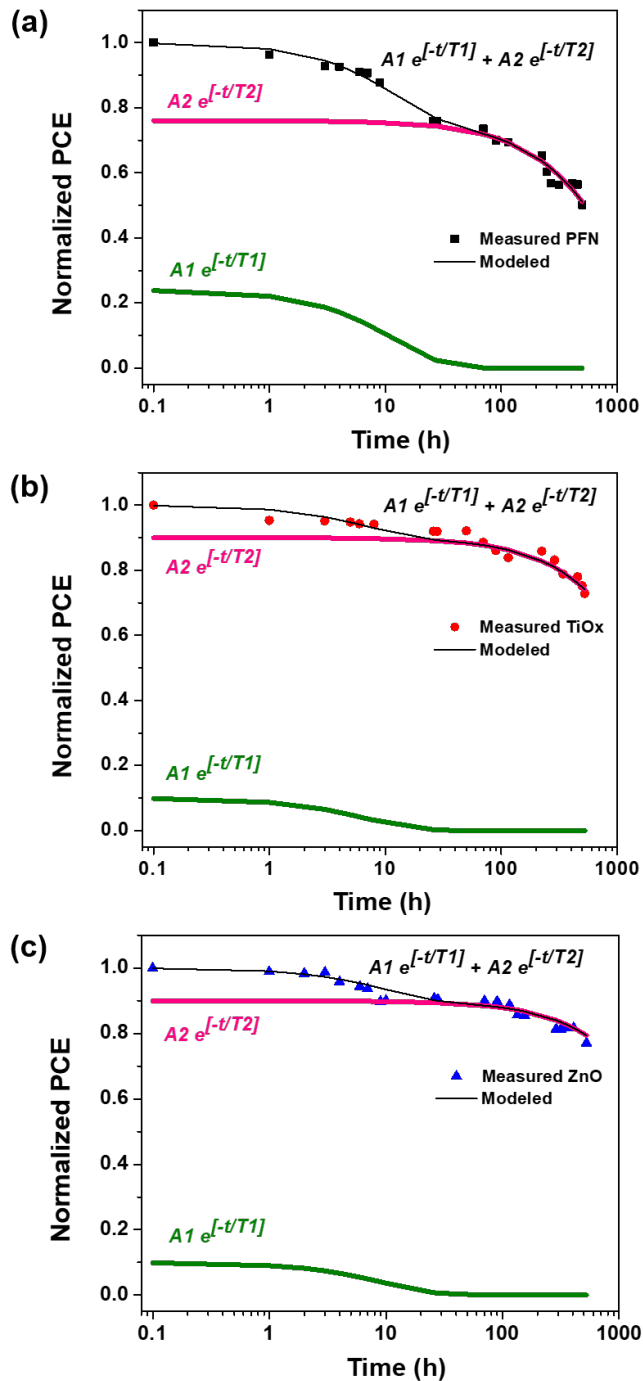 (a)
A1 e[-t/T1] + A2 e[-t/T2]
A2 e[-t/T2]
A1 e[-t/T1]
Measured PFN
Modeled
Normalized PCE
1.0
0.8
0.6
0.4
0.2
0.0
0.1 1 10 100 1000
Time (h)
(b)
A1 e[-t/T1] + A2 e[-t/T2]
A2 e[-t/T2]
Measured TiOx
Modeled
A1 e[-t/T1]
Normalized PCE
1.0
0.8
0.6
0.4
0.2
0.0
0.1 1 10 100 1000
Time (h)
(c)
A1 e[-t/T1] + A2 e[-t/T2]
A2 e[-t/T2]
Measured ZnO
Modeled
A1 e[-t/T1]
Normalized PCE
1.0
0.8
0.6
0.4
0.2
0.0
0.1 1 10 100 1000
Time (h)